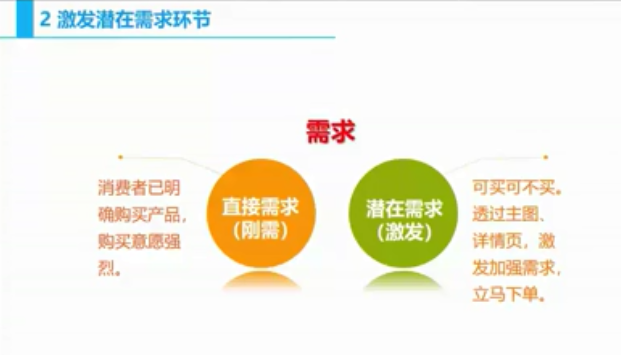 2 激发潜在需求环节
需求
消费者已明
确购买产品，
购买意愿强
烈。
直接需求
（刚需）
潜在需求
（激发）
可买可不买。
透过主图、
详情页，激
发加强需求，
立马下单。